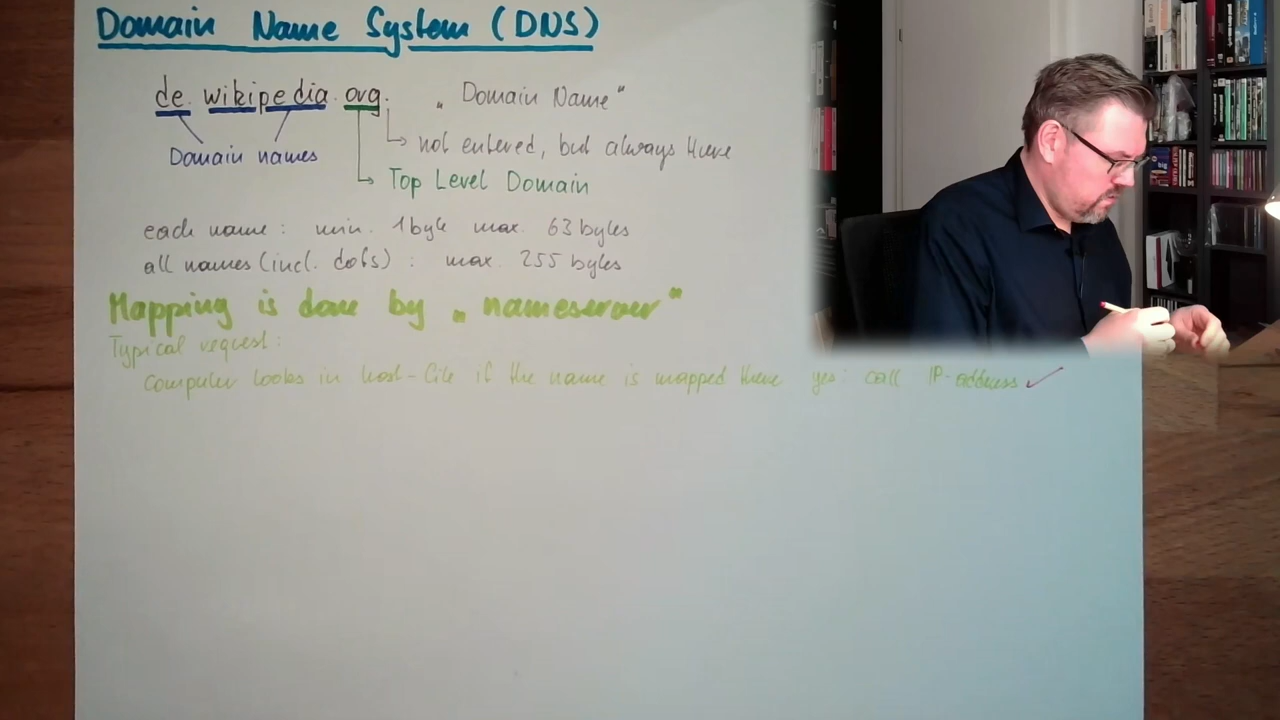 Domain Name System (DNS)
de. wikipedia. org. „Domain Name"
Domain names
not entered, but always there
Top Level Domain
each name: min. 1byte max. 63 bytes
all names (incl. dots): max. 255 bytes
Mapping is done by „nameserver"
Typical request:
Computer looks in host-file if the name is mapped there yes: call IP-address ✓